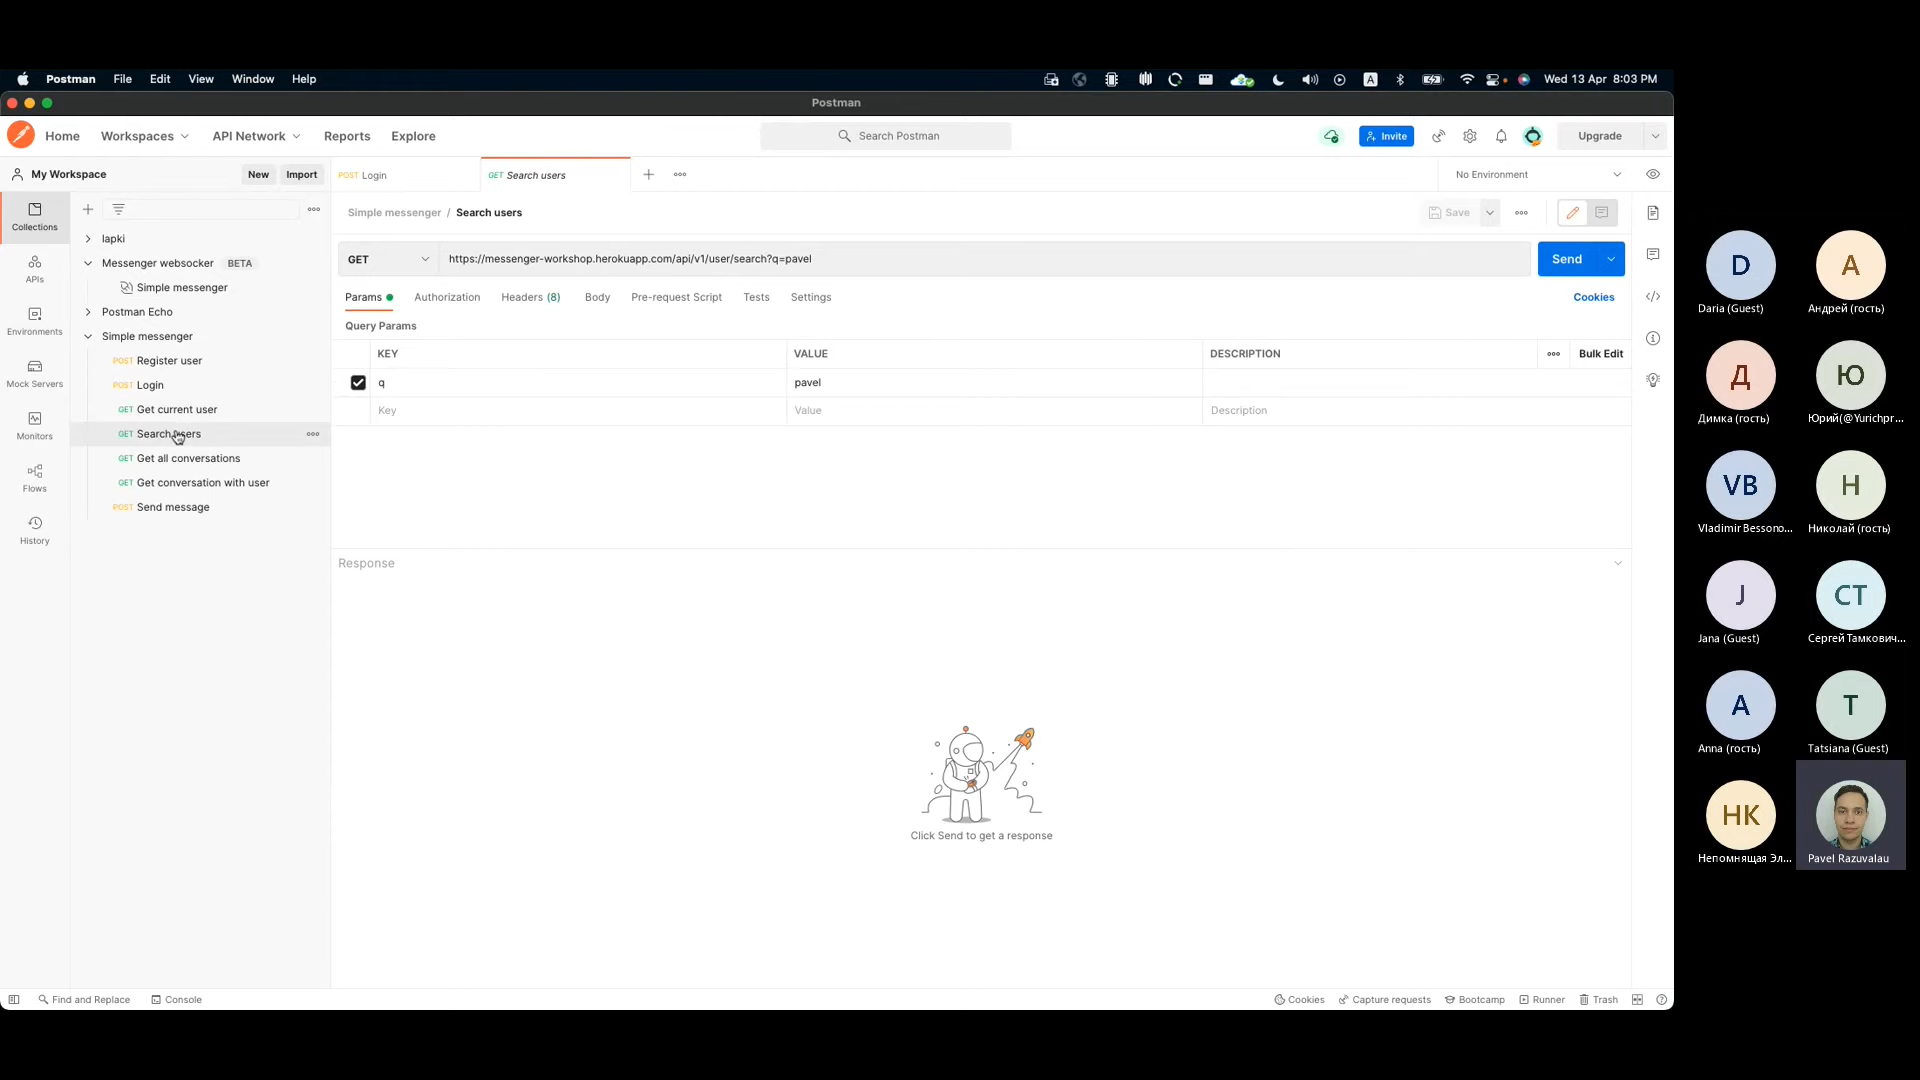 Postman File Edit View Window Help
A
Wed 13 Apr 8:03 PM
Postman
Home Workspaces API Network Reports Explore
Search Postman
Invite
Upgrade
My Workspace New Import
POST Login
GET Search users
No Environment
Collections
APIs
Environments
Mock Servers
Monitors
Flows
History
lapki
Messenger websocker BETA
Simple messenger
Postman Echo
Simple messenger
POST Register user
POST Login
GET Get current user
GET Search users
GET Get all conversations
GET Get conversation with user
POST Send message
Simple messenger / Search users
Save
GET https://messenger-workshop.herokuapp.com/api/v1/user/search?q=pavel
Send
Params Authorization Headers (8) Body Pre-request Script Tests Settings Cookies
Query Params
KEY VALUE DESCRIPTION Bulk Edit
q pavel
Key Value Description
Response
Click Send to get a response
Find and Replace Console
Cookies Capture requests Bootcamp Runner Trash
D
Daria (Guest)
А
Андрей (гость)
Д
Димка (гость)
Ю
Юрий(@Yurichpr...
VB
Vladimir Bessono...
Н
Николай (гость)
J
Jana (Guest)
СТ
Сергей Тамкович...
A
Anna (гость)
T
Tatsiana (Guest)
НК
Непомнящая Эл...
Pavel Razuvalau